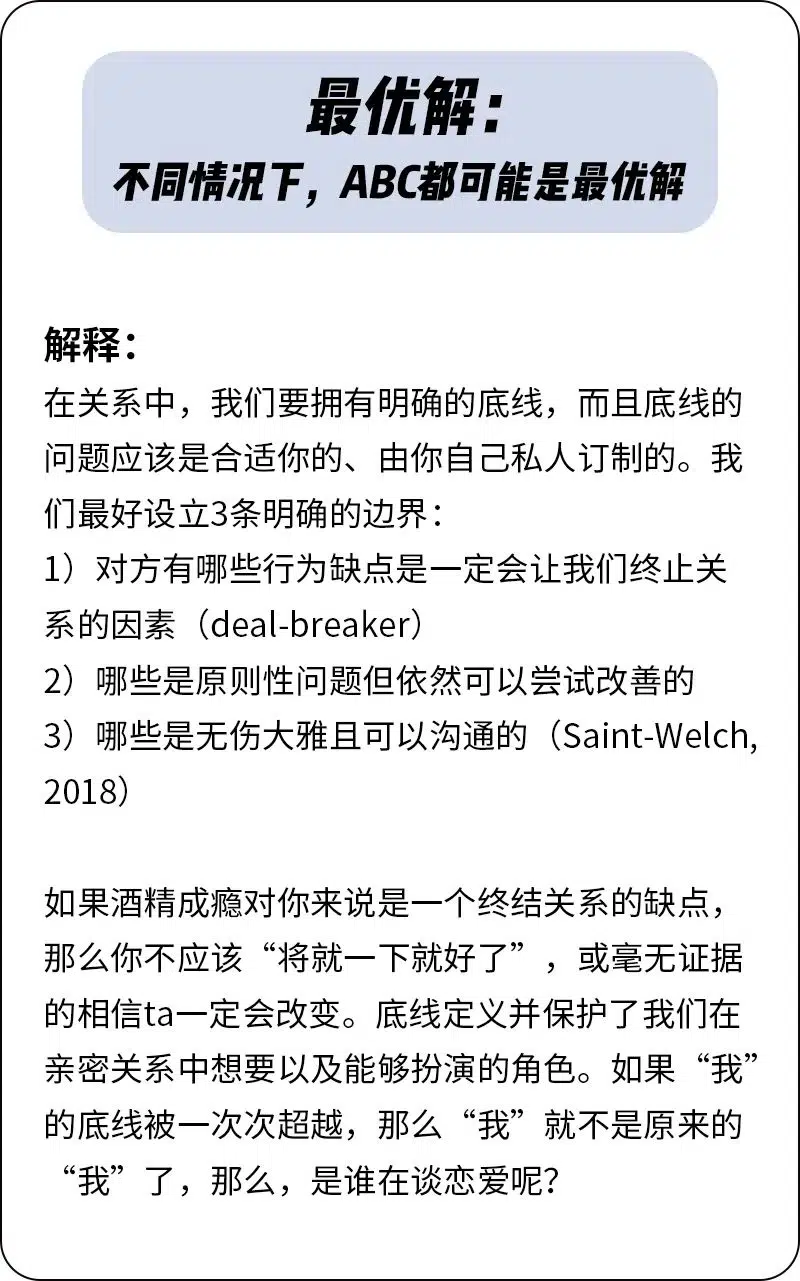 最优解：
不同情况下，ABC都可能是最优解
解释：
在关系中，我们要拥有明确的底线，而且底线的
问题应该是合适你的、由你自己私人订制的。我
们最好设立3条明确的边界：
1）对方有哪些行为缺点是一定会让我们终止关
系的因素（deal-breaker）
2）哪些是原则性问题但依然可以尝试改善的
3）哪些是无伤大雅且可以沟通的（Saint-Welch,
2018）
如果酒精成瘾对你来说是一个终结关系的缺点，
那么你不应该“将就一下就好了”，或毫无证据
的相信ta一定会改变。底线定义并保护了我们在
亲密关系中想要以及能够扮演的角色。如果“我”
的底线被一次次超越，那么“我”就不是原来的
“我”了，那么，是谁在谈恋爱呢？